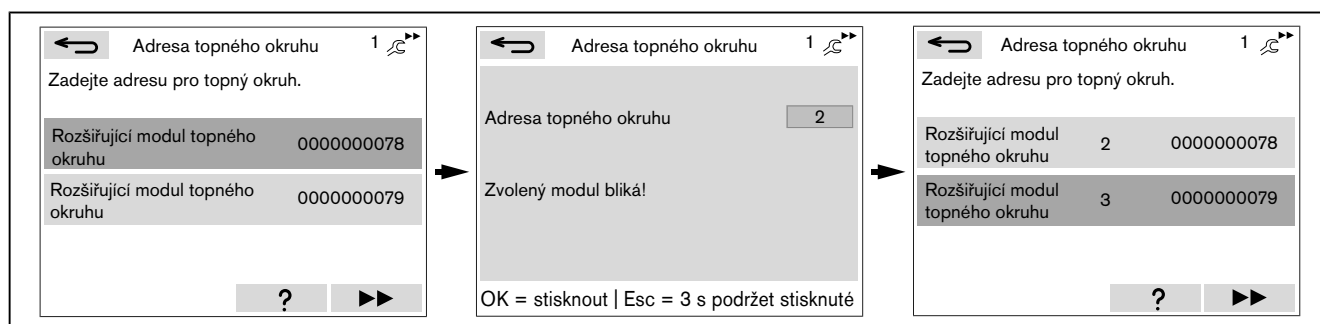 Adresa topného okruhu 1
Zadejte adresu pro topný okruh.
Rozšiřující modul topného
okruhu 0000000078
Rozšiřující modul topného
okruhu 0000000079
?
Adresa topného okruhu 1
Adresa topného okruhu 2
Zvolený modul bliká!
OK = stisknout | Esc = 3 s podržet stisknuté
Adresa topného okruhu 1
Zadejte adresu pro topný okruh.
Rozšiřující modul
topného okruhu 2 0000000078
Rozšiřující modul
topného okruhu 3 0000000079
?